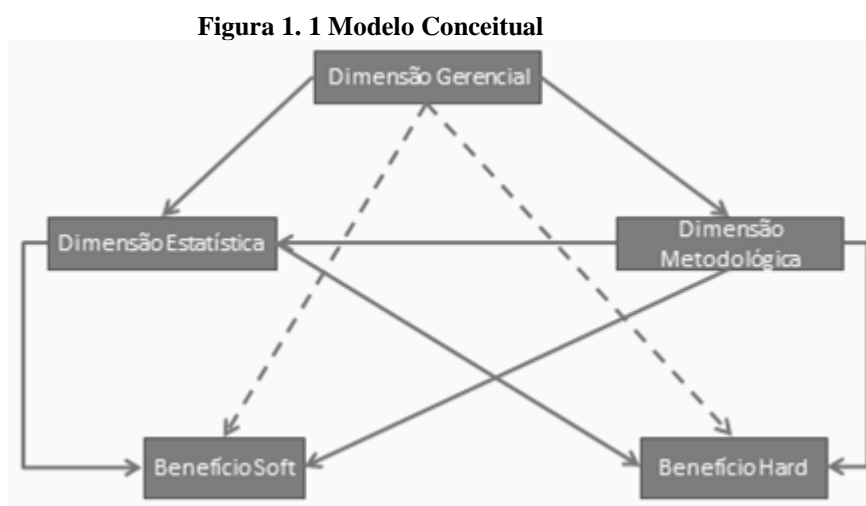 Figura 1. 1 Modelo Conceitual
Dimensão Gerencial
Dimensão Estatística
Dimensão
Metodológica
Benefício Soft
Benefício Hard